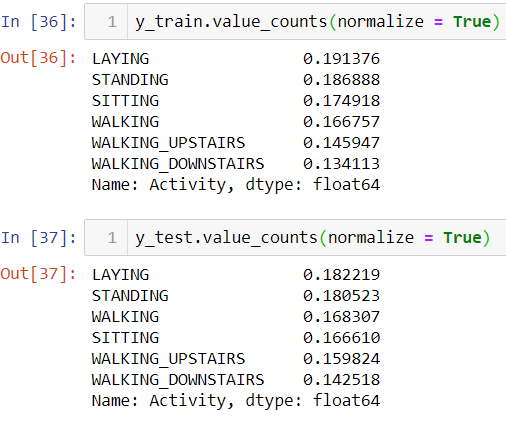 In [36]: 1 y_train.value_counts(normalize = True)
Out[36]: LAYING 0.191376
STANDING 0.186888
SITTING 0.174918
WALKING 0.166757
WALKING_UPSTAIRS 0.145947
WALKING_DOWNSTAIRS 0.134113
Name: Activity, dtype: float64
In [37]: 1 y_test.value_counts(normalize = True)
Out[37]: LAYING 0.182219
STANDING 0.180523
WALKING 0.168307
SITTING 0.166610
WALKING_UPSTAIRS 0.159824
WALKING_DOWNSTAIRS 0.142518
Name: Activity, dtype: float64